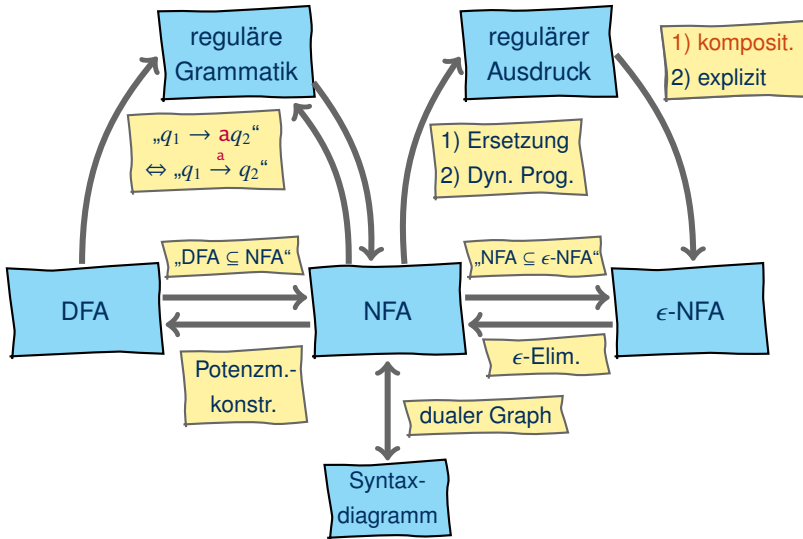 reguläre
Grammatik
regulärer
Ausdruck
1) komposit.
2) explizit
„q₁ → aq₂“
⇔ „q₁ →ᵃ q₂“
1) Ersetzung
2) Dyn. Prog.
„DFA ⊆ NFA“
„NFA ⊆ ϵ-NFA“
DFA
NFA
ϵ-NFA
Potenzm.-
konstr.
ϵ-Elim.
dualer Graph
Syntax-
diagramm